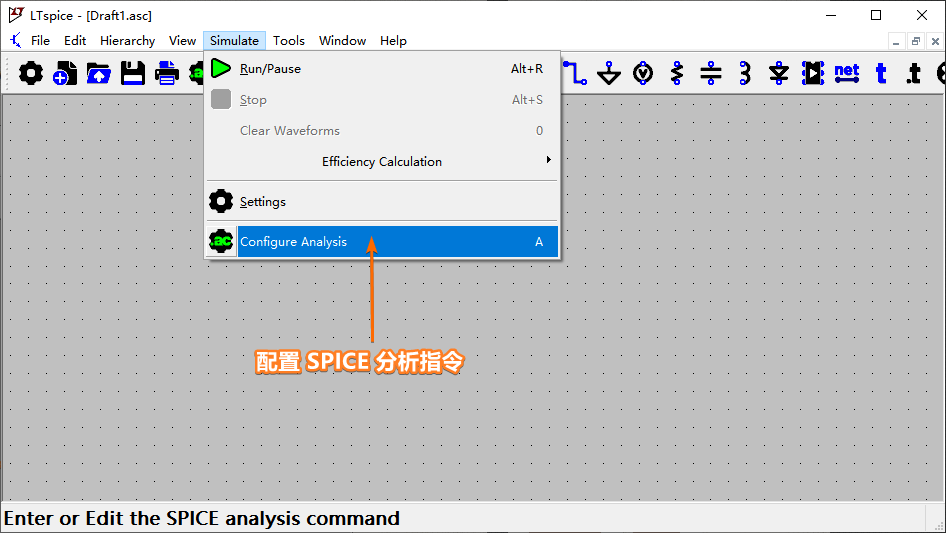 LTspice - [Draft1.asc]
File Edit Hierarchy View Simulate Tools Window Help
.ac net t .t
Run/Pause Alt+R
Stop Alt+S
Clear Waveforms 0
Efficiency Calculation
Settings
.ac Configure Analysis A
配置 SPICE 分析指令
Enter or Edit the SPICE analysis command